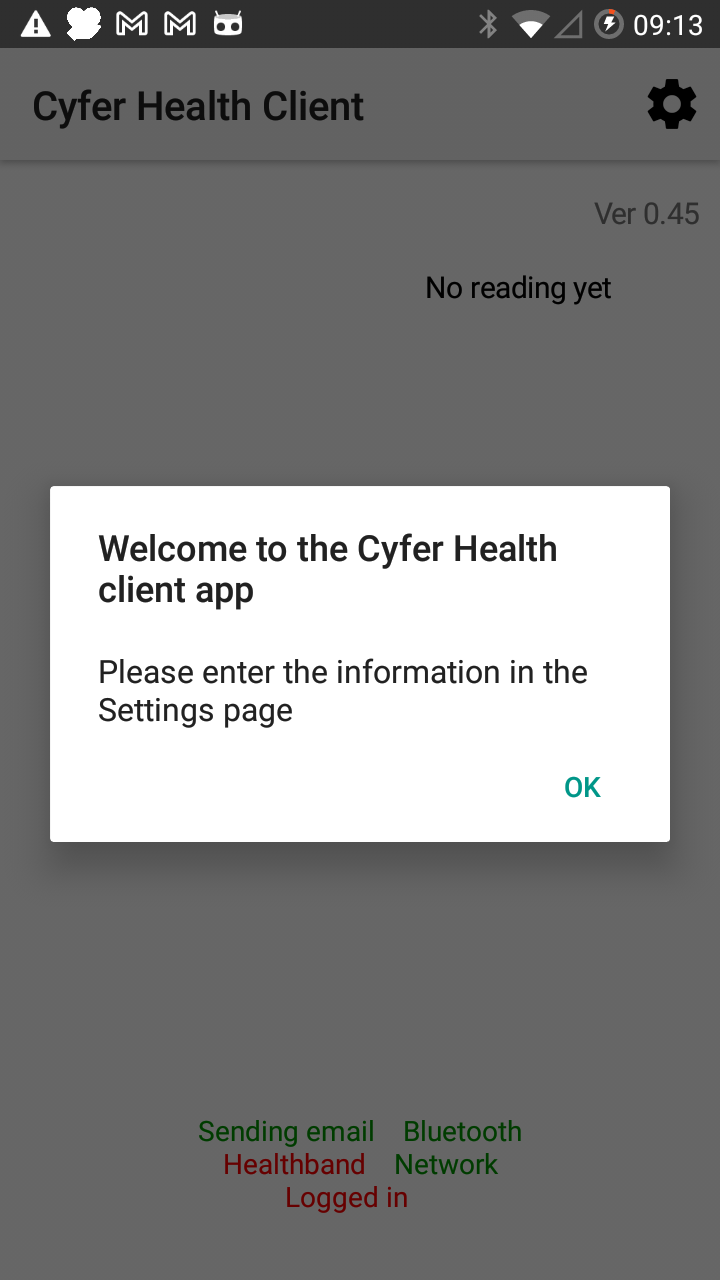 09:13
Cyfer Health Client
Ver 0.45
No reading yet
Welcome to the Cyfer Health
client app
Please enter the information in the
Settings page
OK
Sending email Bluetooth
Healthband Network
Logged in